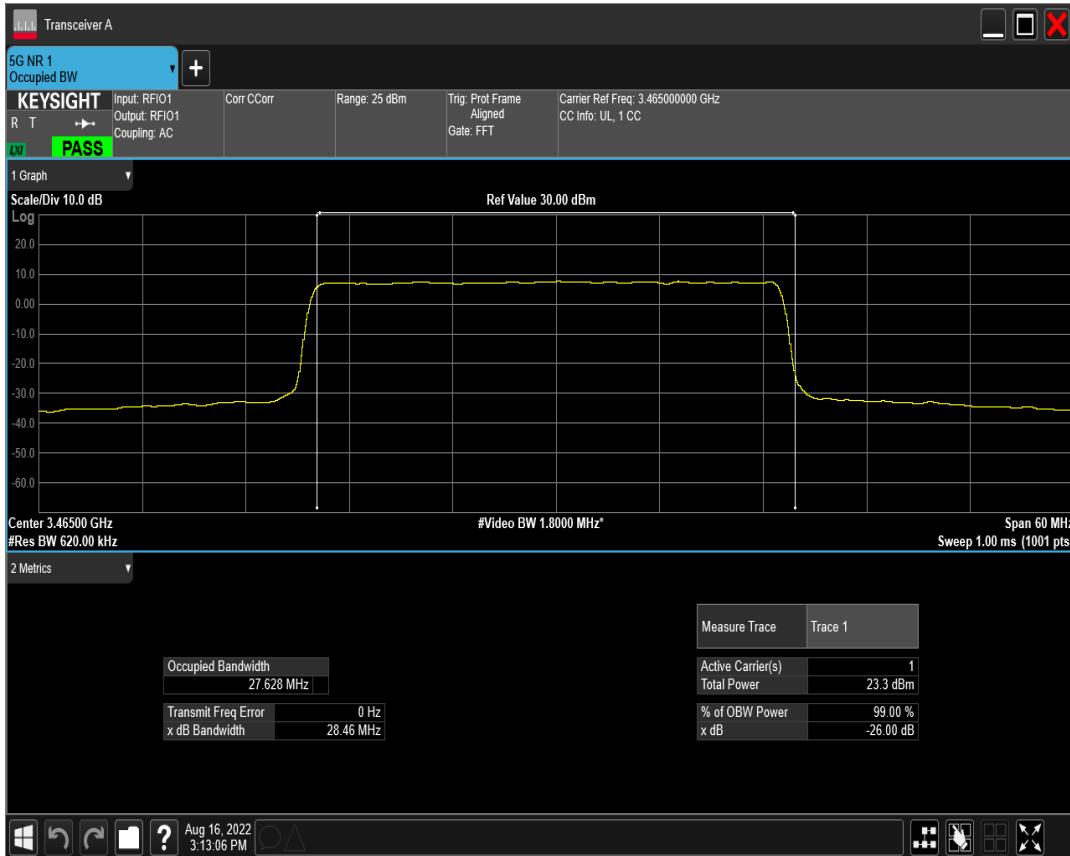 Transceiver A
5G NR 1
Occupied BW
KEYSIGHT
R T
LXI
PASS
Input: RFIO1
Output: RFIO1
Coupling: AC
Corr CCorr
Range: 25 dBm
Trig: Prot Frame
Aligned
Gate: FFT
Carrier Ref Freq: 3.465000000 GHz
CC Info: UL, 1 CC
1 Graph
Scale/Div 10.0 dB
Ref Value 30.00 dBm
Log
20.0
10.0
0.00
-10.0
-20.0
-30.0
-40.0
-50.0
-60.0
Center 3.46500 GHz
#Video BW 1.8000 MHz*
Span 60 MHz
#Res BW 620.00 kHz
Sweep 1.00 ms (1001 pts
2 Metrics
Measure Trace
Trace 1
Occupied Bandwidth
27.628 MHz
Active Carrier(s)
1
Total Power
23.3 dBm
Transmit Freq Error
0 Hz
x dB Bandwidth
28.46 MHz
% of OBW Power
99.00 %
x dB
-26.00 dB
?
Aug 16, 2022
3:13:06 PM